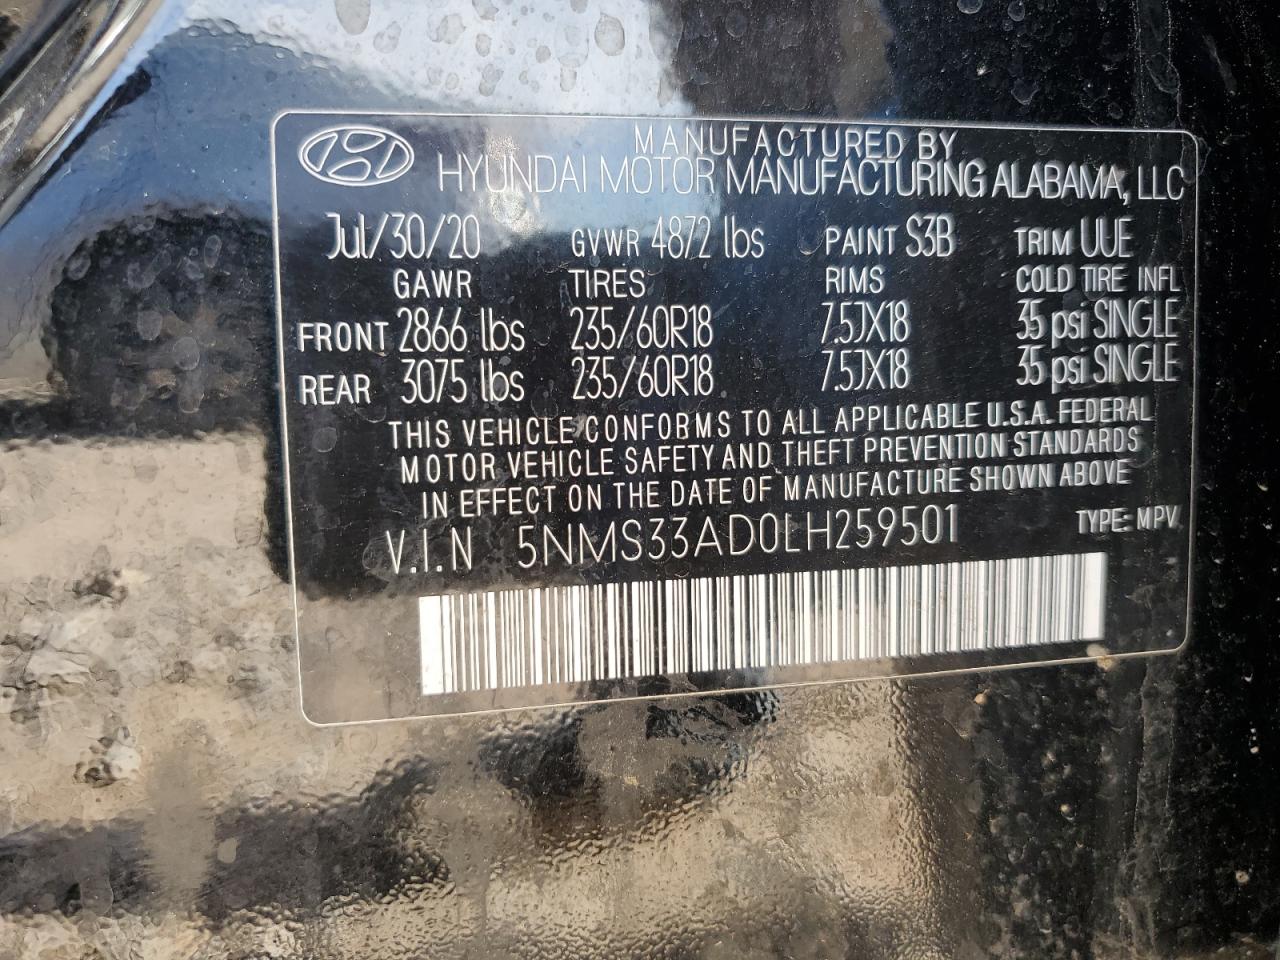 MANUFACTURED BY
HYUNDAI MOTOR MANUFACTURING ALABAMA, LLC
Jul/30/20 GVWR 4872 lbs PAINT S3B TRIM UUE
GAWR TIRES RIMS COLD TIRE INFL
FRONT 2866 lbs 235/60R18 7.5JX18 35 psi SINGLE
REAR 3075 lbs 235/60R18 7.5JX18 35 psi SINGLE
THIS VEHICLE CONFORMS TO ALL APPLICABLE U.S.A. FEDERAL
MOTOR VEHICLE SAFETY AND THEFT PREVENTION STANDARDS
IN EFFECT ON THE DATE OF MANUFACTURE SHOWN ABOVE
V.I.N 5NMS33AD0LH259501 TYPE: MPV